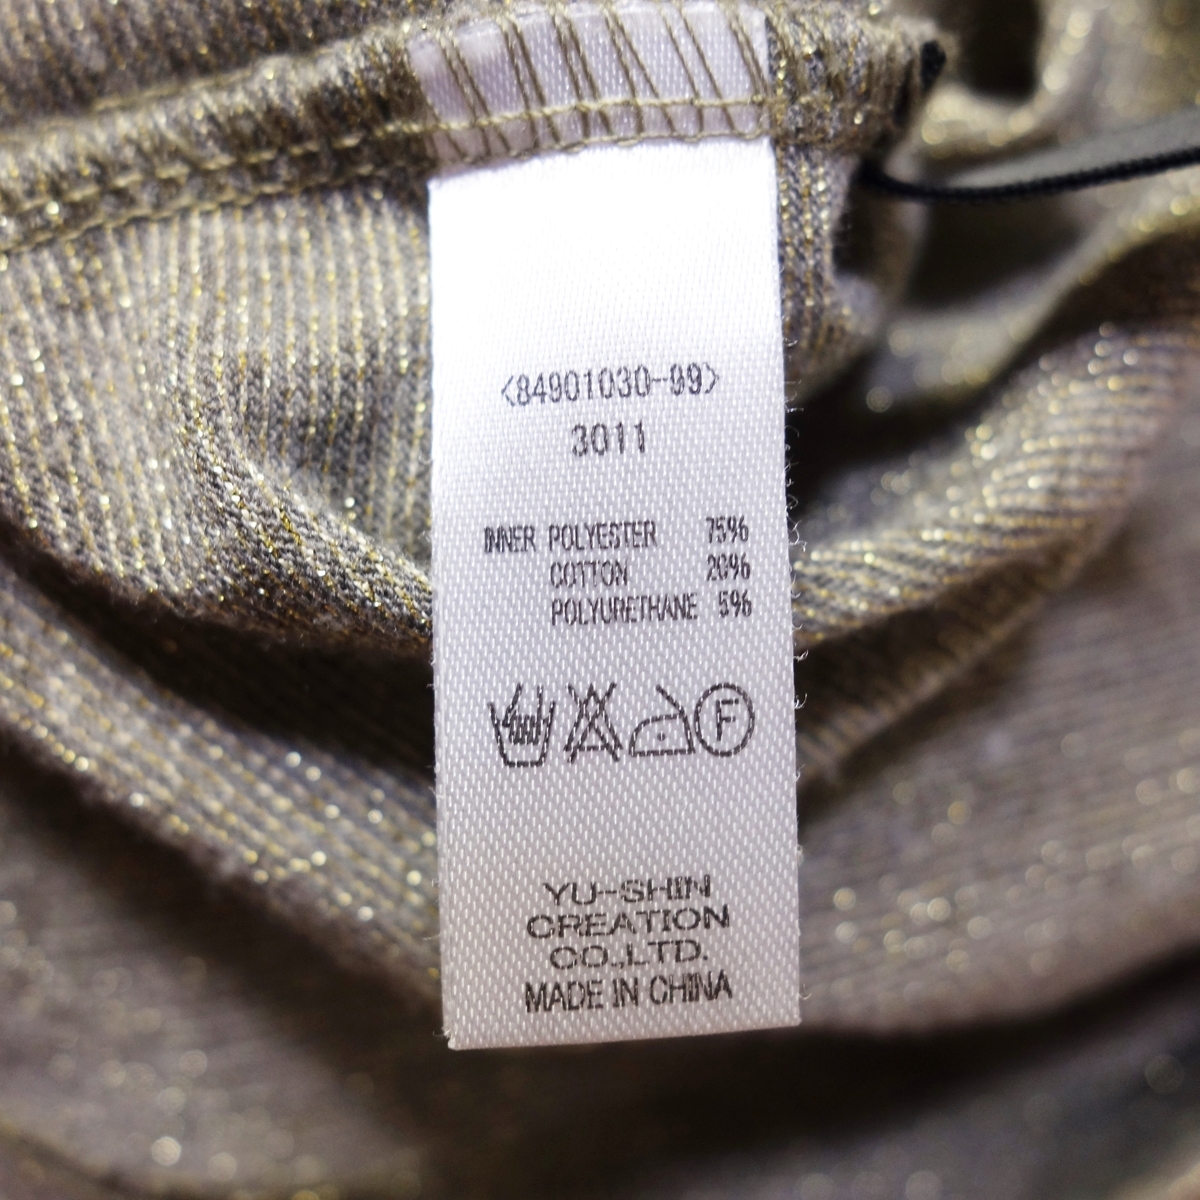 <84901030-99>
3011
INNER POLYESTER 75%
COTTON 20%
POLYURETHANE 5%
F
YU-SHIN
CREATION
CO.,LTD.
MADE IN CHINA